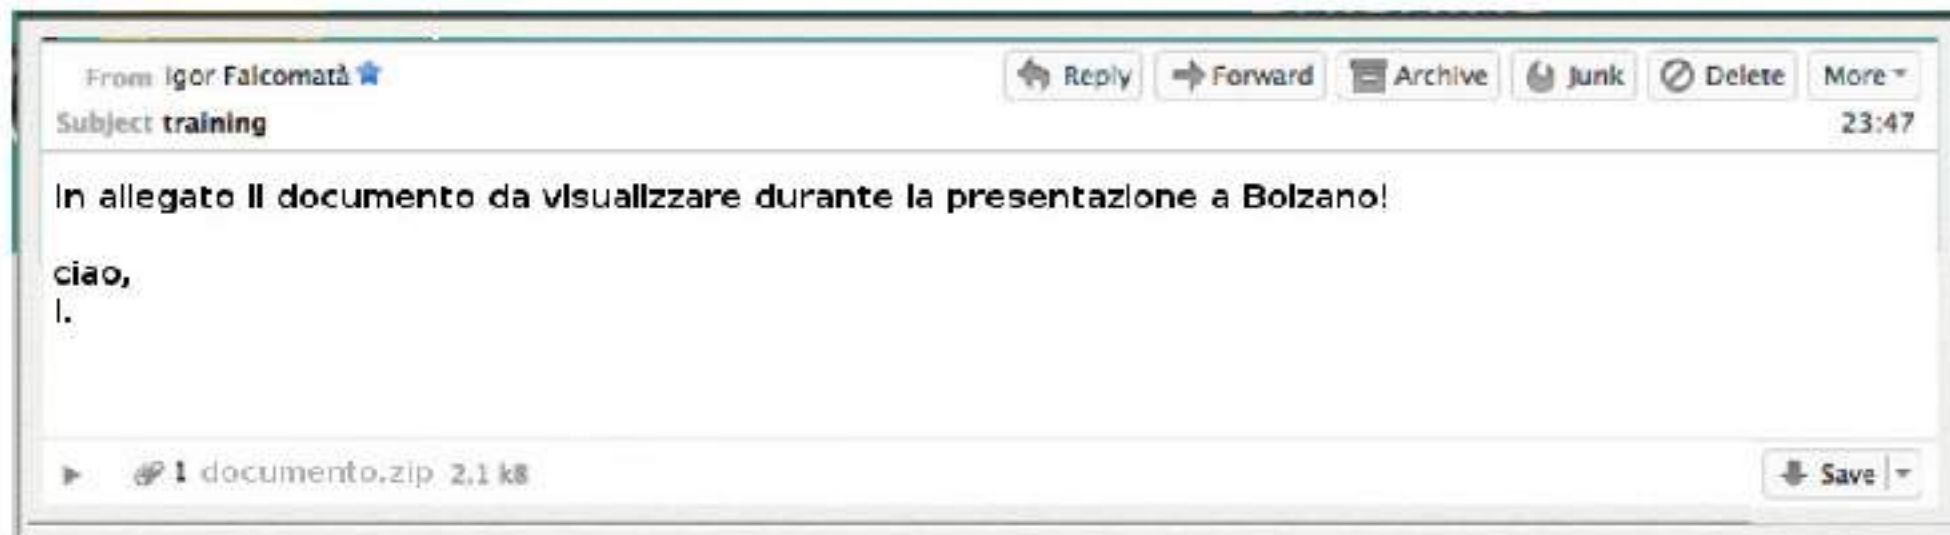 From Igor Falcomatà
Reply Forward Archive Junk Delete More
Subject training 23:47
In allegato il documento da visualizzare durante la presentazione a Bolzano!
ciao,
I.
1 documento.zip 2.1 kB
Save